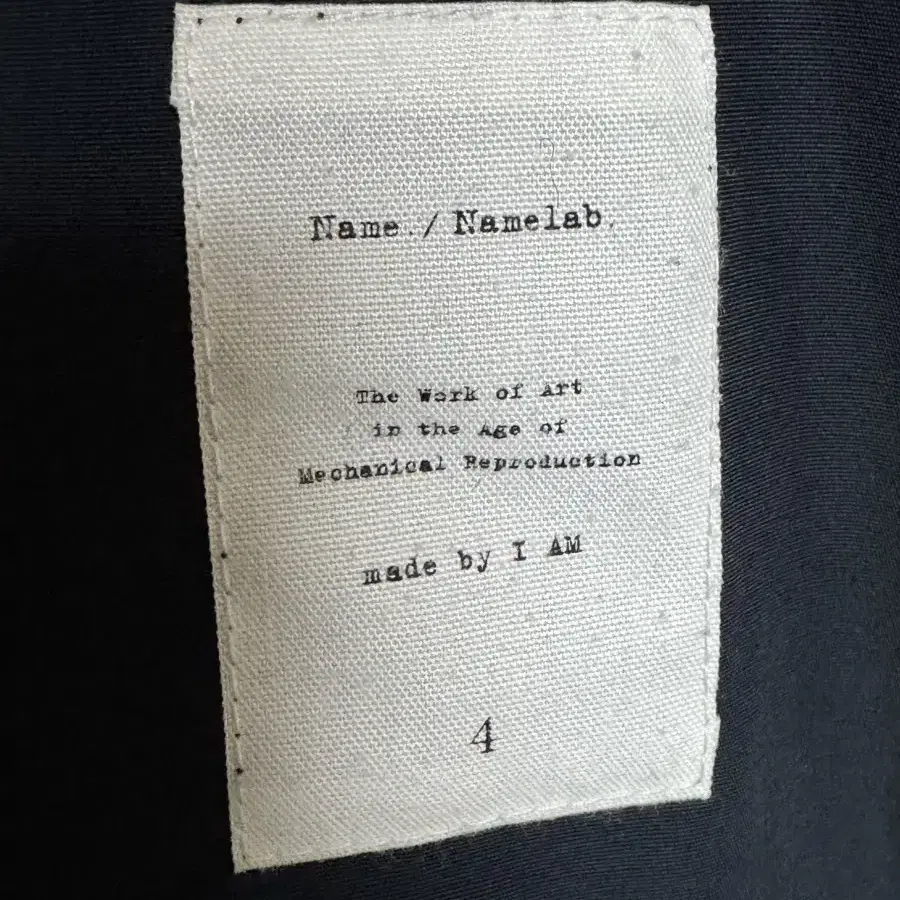 Name./ Namelab.
The Work of Art
in the Age of
Mechanical Reproduction
made by I AM
4